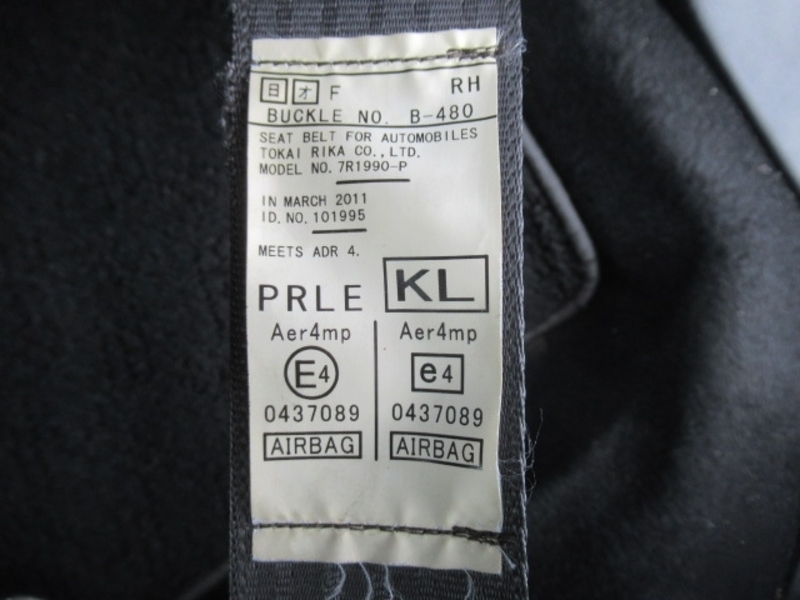 日 オ F RH
BUCKLE NO. B-480
SEAT BELT FOR AUTOMOBILES
TOKAI RIKA CO.,LTD.
MODEL NO. 7R1990-P
IN MARCH 2011
ID. NO. 101995
MEETS ADR 4.
PRLE KL
Aer4mp Aer4mp
E4 e4
0437089 0437089
AIRBAG AIRBAG